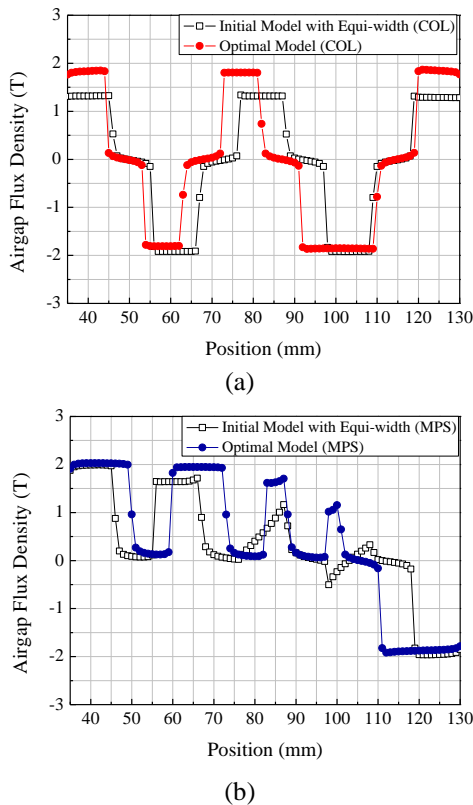 (a)
3
Initial Model with Equi-width (COL)
Optimal Model (COL)
2
1
0
-1
-2
-3
Airgap Flux Density (T)
40 50 60 70 80 90 100 110 120 130
Position (mm)
(a)
3
Initial Model with Equi-width (MPS)
Optimal Model (MPS)
2
1
0
-1
-2
-3
Airgap Flux Density (T)
40 50 60 70 80 90 100 110 120 130
Position (mm)
(b)